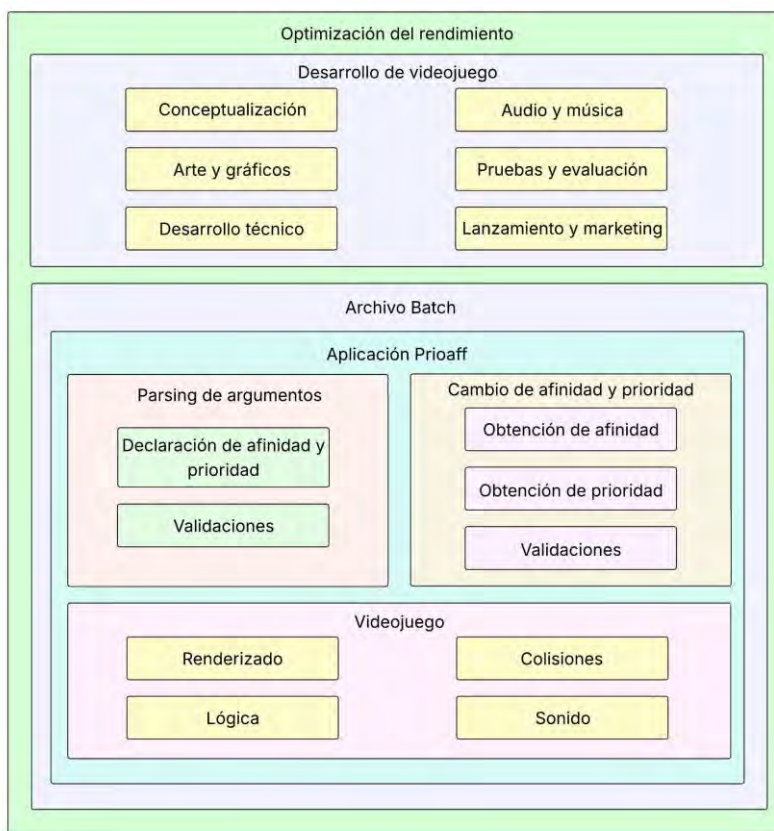 Optimización del rendimiento
Desarrollo de videojuego
Conceptualización
Audio y música
Arte y gráficos
Pruebas y evaluación
Desarrollo técnico
Lanzamiento y marketing
Archivo Batch
Aplicación Prioaff
Parsing de argumentos
Declaración de afinidad y
prioridad
Validaciones
Cambio de afinidad y prioridad
Obtención de afinidad
Obtención de prioridad
Validaciones
Videojuego
Renderizado
Colisiones
Lógica
Sonido